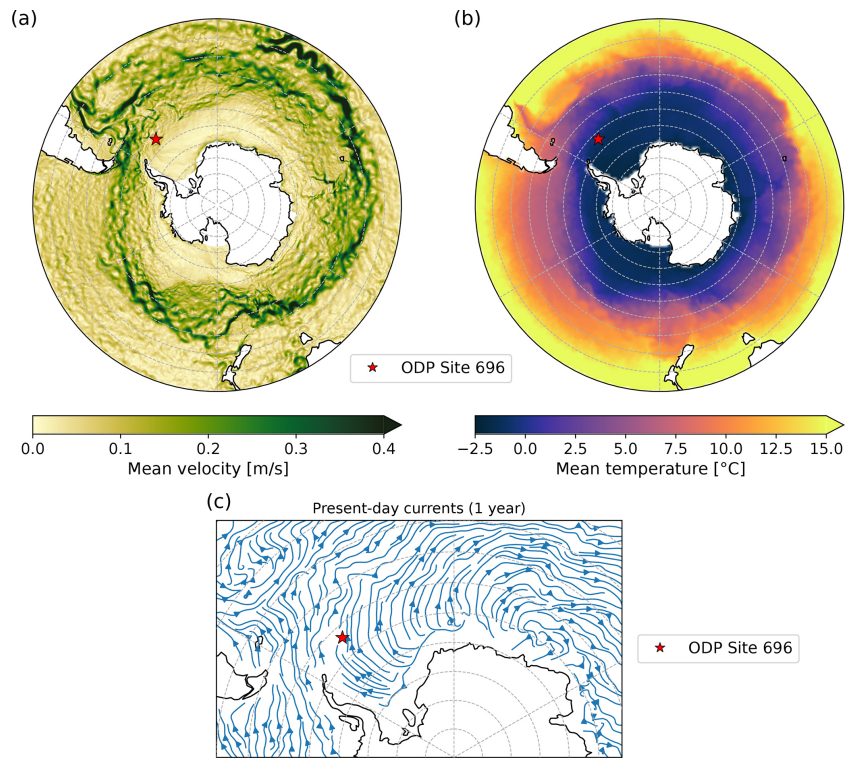 (a)
(b)
ODP Site 696
0.0 0.1 0.2 0.3 0.4
Mean velocity [m/s]
−2.5 0.0 2.5 5.0 7.5 10.0 12.5 15.0
Mean temperature [°C]
(c)
Present-day currents (1 year)
ODP Site 696